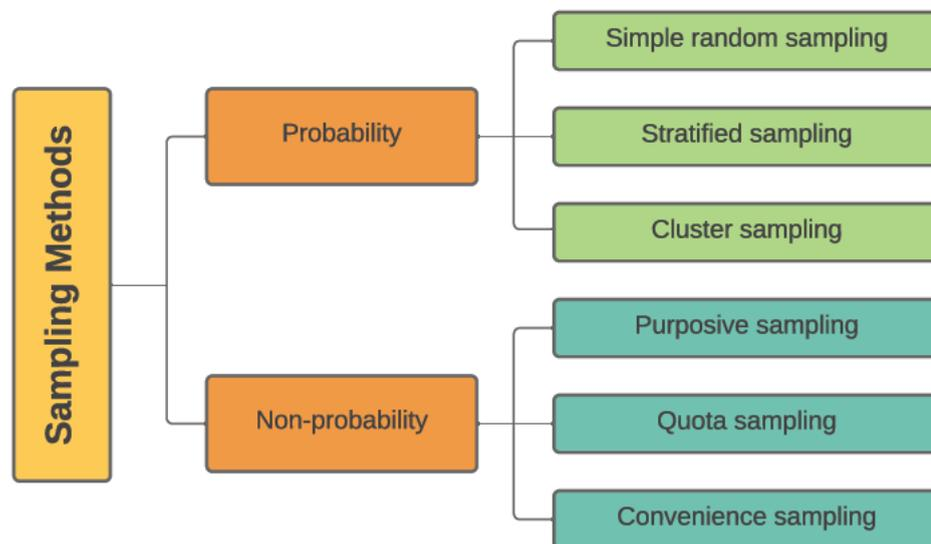 Sampling Methods
Probability
Simple random sampling
Stratified sampling
Cluster sampling
Non-probability
Purposive sampling
Quota sampling
Convenience sampling